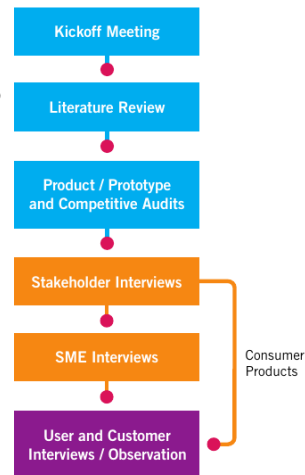 Kickoff Meeting
Literature Review
Product / Prototype
and Competitive Audits
Stakeholder Interviews
SME Interviews
Consumer
Products
User and Customer
Interviews / Observation